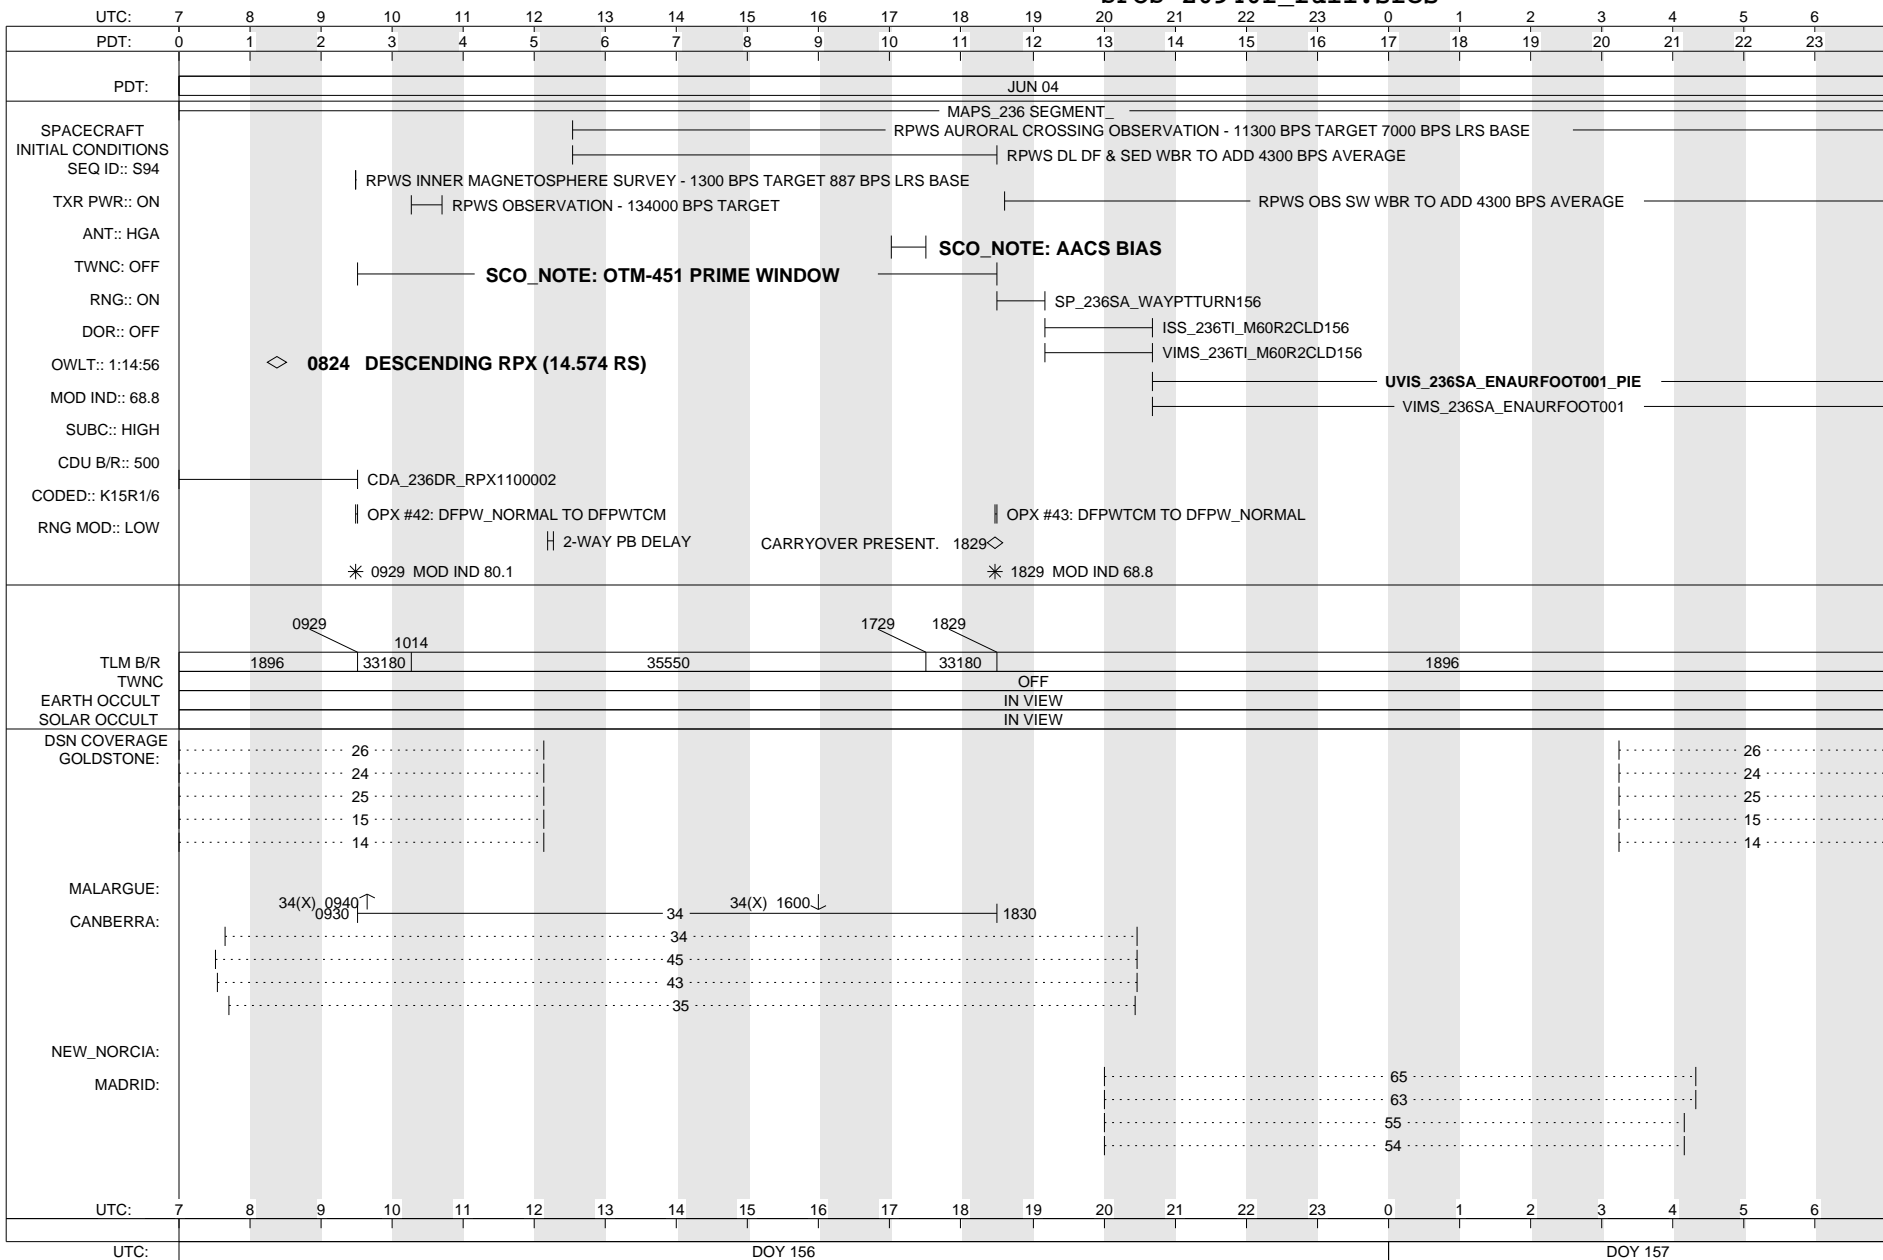 UTC: 7 8 9 10 11 12 13 14 15 16 17 18 19 20 21 22 23 0 1 2 3 4 5 6
PDT: 0 1 2 3 4 5 6 7 8 9 10 11 12 13 14 15 16 17 18 19 20 21 22 23
PDT: JUN 04
MAPS_236 SEGMENT_
SPACECRAFT
INITIAL CONDITIONS
SEQ ID:: S94
TXR PWR:: ON
ANT:: HGA
TWNC: OFF
RNG:: ON
DOR:: OFF
OWLT:: 1:14:56
MOD IND:: 68.8
SUBC:: HIGH
CDU B/R:: 500
CODED:: K15R1/6
RNG MOD:: LOW
RPWS AURORAL CROSSING OBSERVATION - 11300 BPS TARGET 7000 BPS LRS BASE
RPWS DL DF & SED WBR TO ADD 4300 BPS AVERAGE
RPWS INNER MAGNETOSPHERE SURVEY - 1300 BPS TARGET 887 BPS LRS BASE
RPWS OBSERVATION - 134000 BPS TARGET
RPWS OBS SW WBR TO ADD 4300 BPS AVERAGE
SCO_NOTE: AACS BIAS
SCO_NOTE: OTM-451 PRIME WINDOW
SP_236SA_WAYPTTURN156
ISS_236TI_M60R2CLD156
VIMS_236TI_M60R2CLD156
0824 DESCENDING RPX (14.574 RS)
UVIS_236SA_ENAURFOOT001_PIE
VIMS_236SA_ENAURFOOT001
CDA_236DR_RPX1100002
OPX #42: DFPW_NORMAL TO DFPWTCM
OPX #43: DFPWTCM TO DFPW_NORMAL
2-WAY PB DELAY
CARRYOVER PRESENT. 1829
0929 MOD IND 80.1
1829 MOD IND 68.8
0929 1729 1829
1014
TLM B/R 1896 33180 35550 33180 1896
TWNC OFF
EARTH OCCULT IN VIEW
SOLAR OCCULT IN VIEW
DSN COVERAGE
GOLDSTONE:
26 26
24 24
25 25
15 15
14 14
MALARGUE:
CANBERRA:
34(X) 0940 34(X) 1600
0930 34 1830
34
45
43
35
NEW_NORCIA:
MADRID:
65
63
55
54
UTC: 7 8 9 10 11 12 13 14 15 16 17 18 19 20 21 22 23 0 1 2 3 4 5 6
UTC: DOY 156 DOY 157